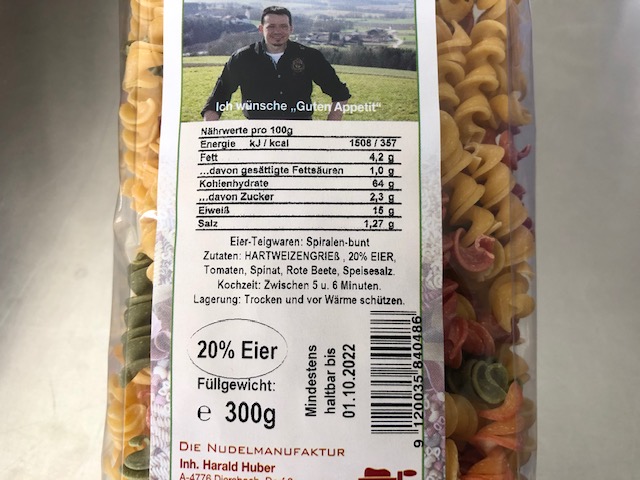 Ich wünsche „Guten Appetit“
Nährwerte pro 100g
Energie kJ / kcal 1508 / 357
Fett 4,2 g
...davon gesättigte Fettsäuren 1,0 g
Kohlenhydrate 64 g
...davon Zucker 2,3 g
Eiweiß 15 g
Salz 1,27 g
Eier-Teigwaren: Spiralen-bunt
Zutaten: HARTWEIZENGRIEß , 20% EIER,
Tomaten, Spinat, Rote Beete, Speisesalz.
Kochzeit: Zwischen 5 u. 6 Minuten.
Lagerung: Trocken und vor Wärme schützen.
20% Eier
Füllgewicht:
e 300g
Mindestens
haltbar bis
01.10.2022
9 120035 840486
DIE NUDELMANUFAKTUR
Inh. Harald Huber
A-4776